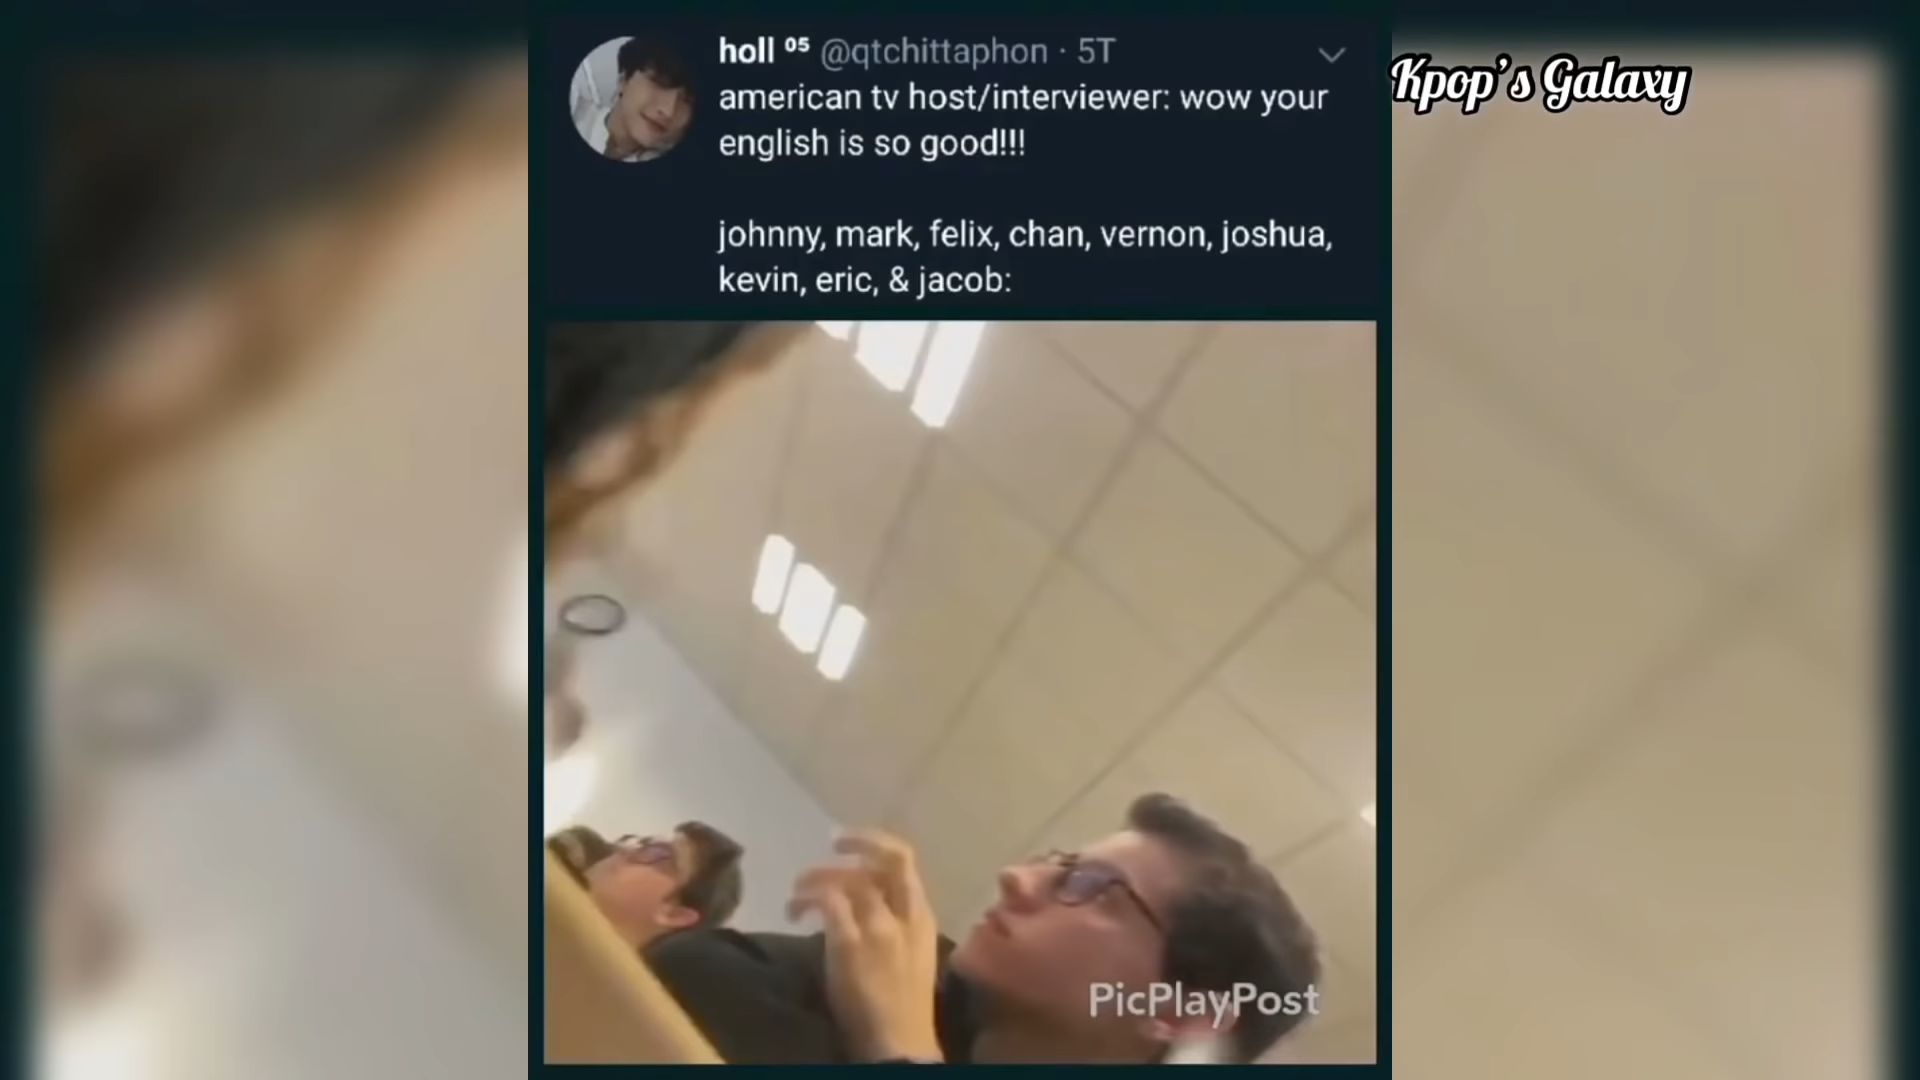 holl ⁰⁵ @qtchittaphon · 5T
american tv host/interviewer: wow your
english is so good!!!
johnny, mark, felix, chan, vernon, joshua,
kevin, eric, & jacob:
Kpop's Galaxy
PicPlayPost